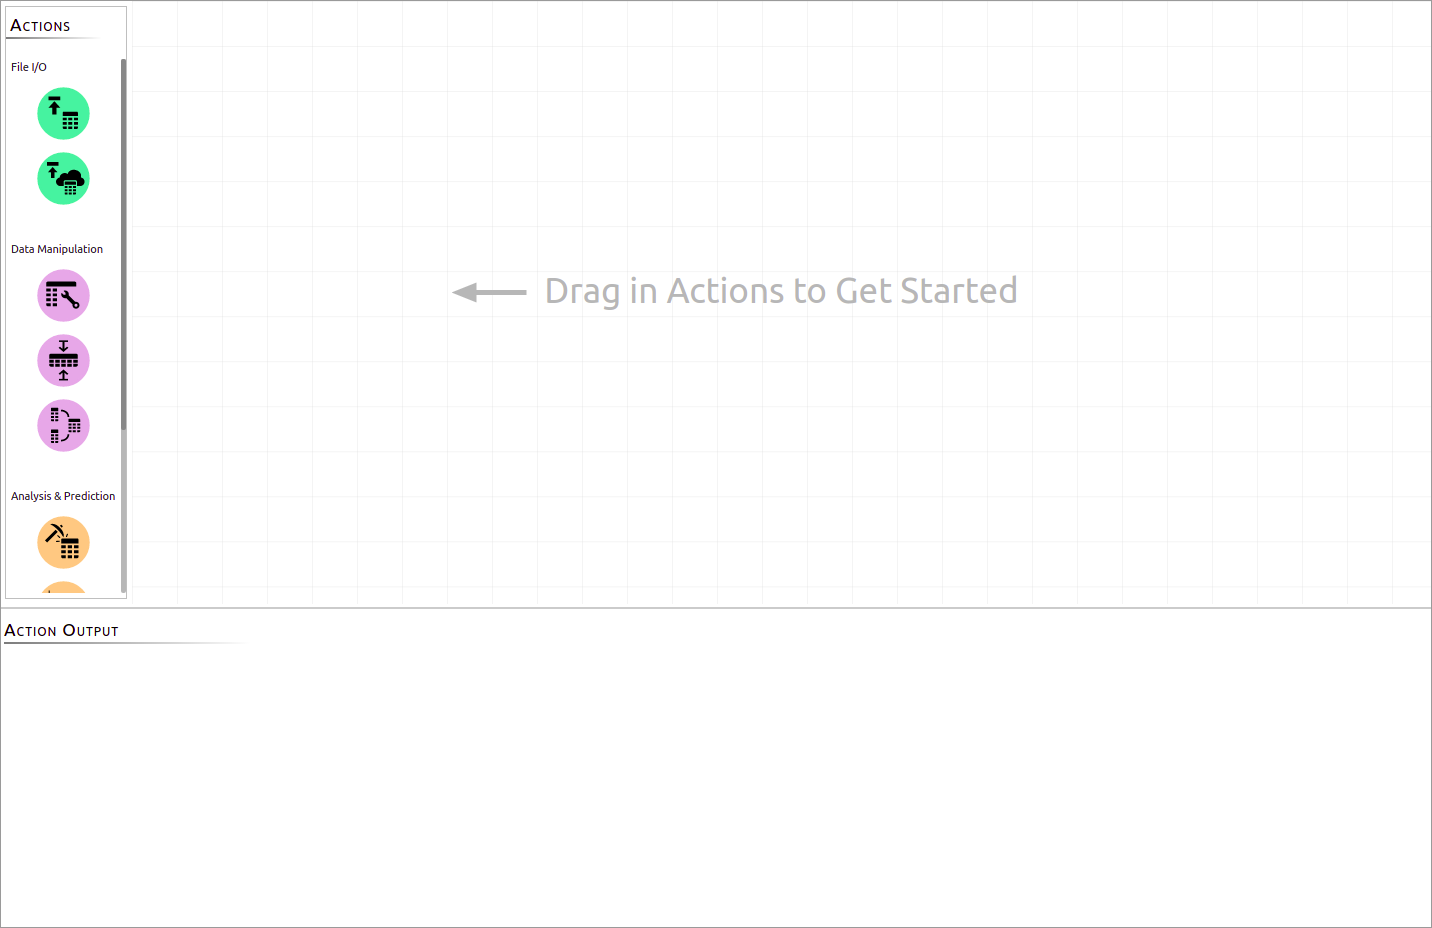 Actions
File I/O
Data Manipulation
Drag in Actions to Get Started
Analysis & Prediction
Action Output